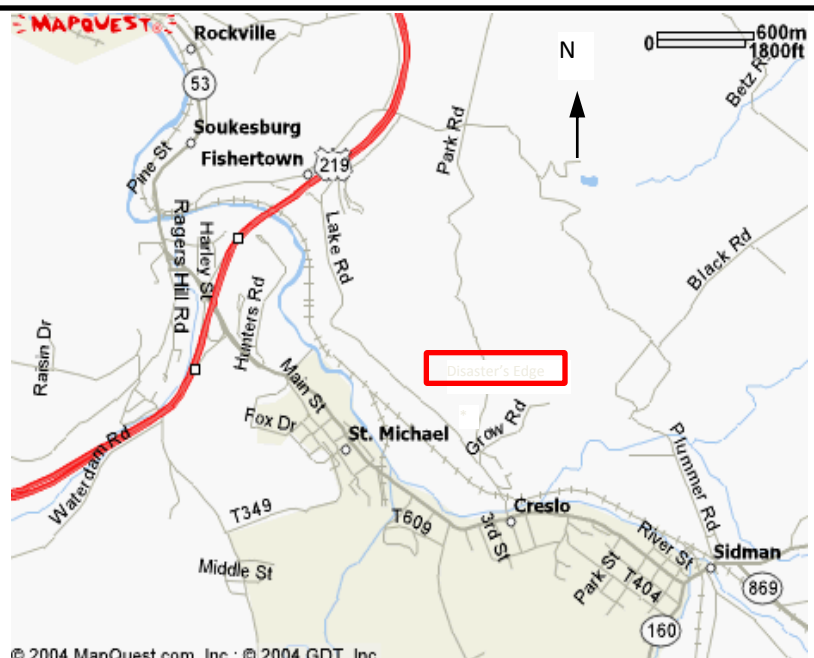 MAPQUEST
Rockville
0 600m
1800ft
N
Betz Rd
53
Soukesburg
Park Rd
Fishertown
219
Pine St
Ragers Hill Rd
Harley St
Lake Rd
Black Rd
Hunters Rd
Raisin Dr
Disaster's Edge
Main St
Fox Dr
St. Michael
Grow Rd
Plummer Rd
Waterdam Rd
T349
T609
3rd St
Creslo
River St
Sidman
Middle St
Park St
T404
869
160
© 2004 MapQuest.com, Inc.; © 2004 GDT, Inc.